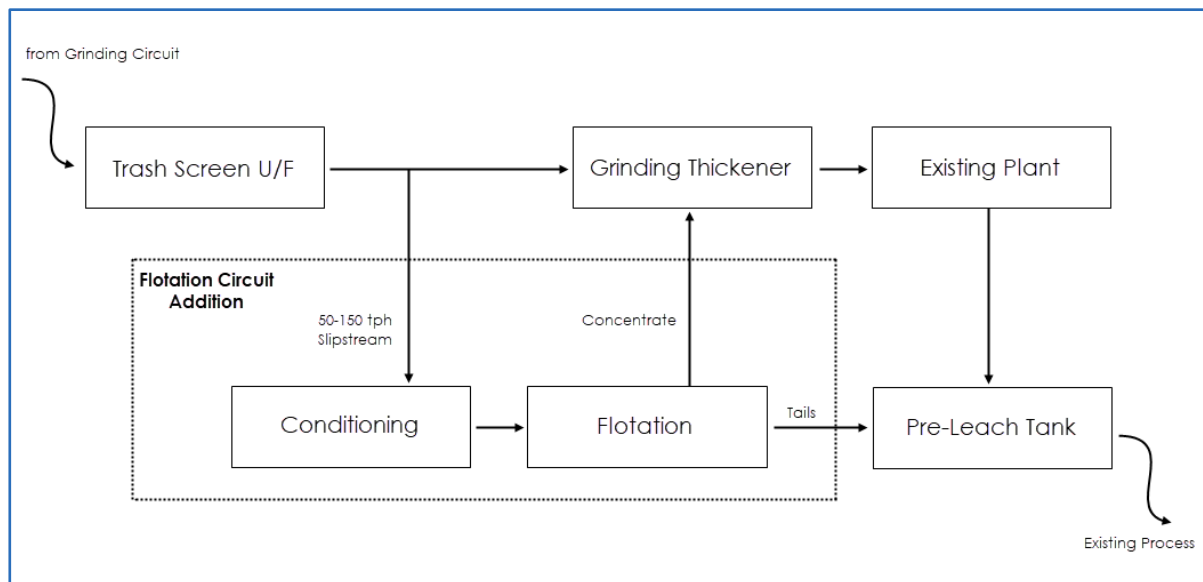 from Grinding Circuit
Trash Screen U/F
Grinding Thickener
Existing Plant
Flotation Circuit
Addition
50-150 tph
Slipstream
Concentrate
Conditioning
Flotation
Tails
Pre-Leach Tank
Existing Process